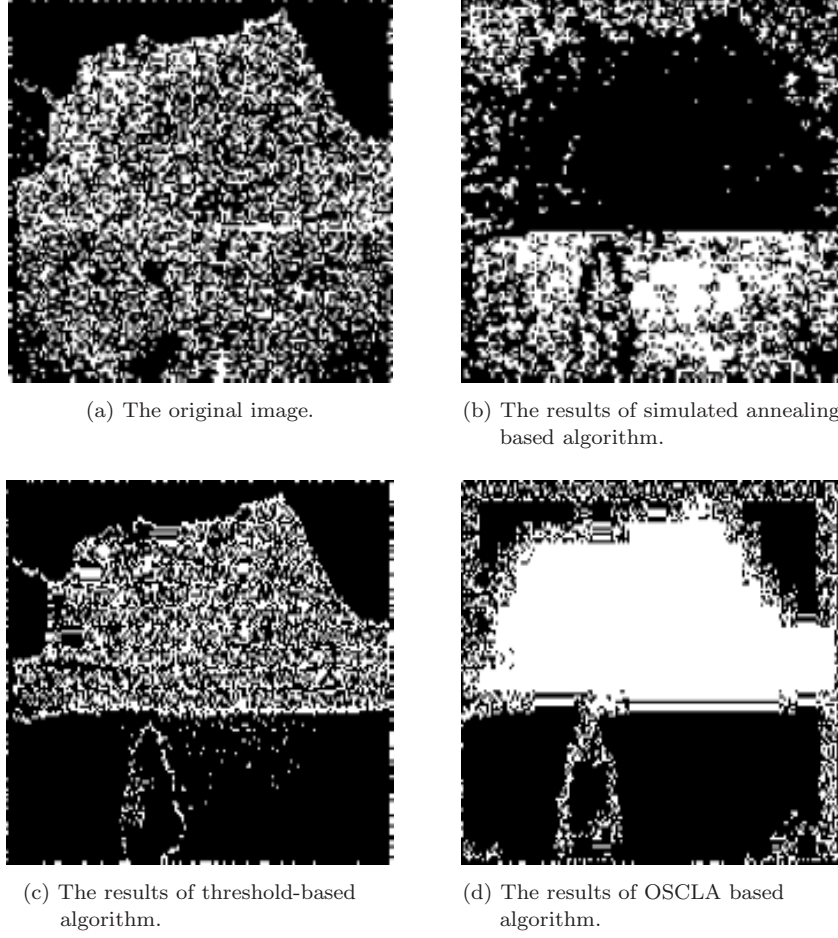 (a) The original image.
(b) The results of simulated annealing
based algorithm.
(c) The results of threshold-based
algorithm.
(d) The results of OSCLA based
algorithm.